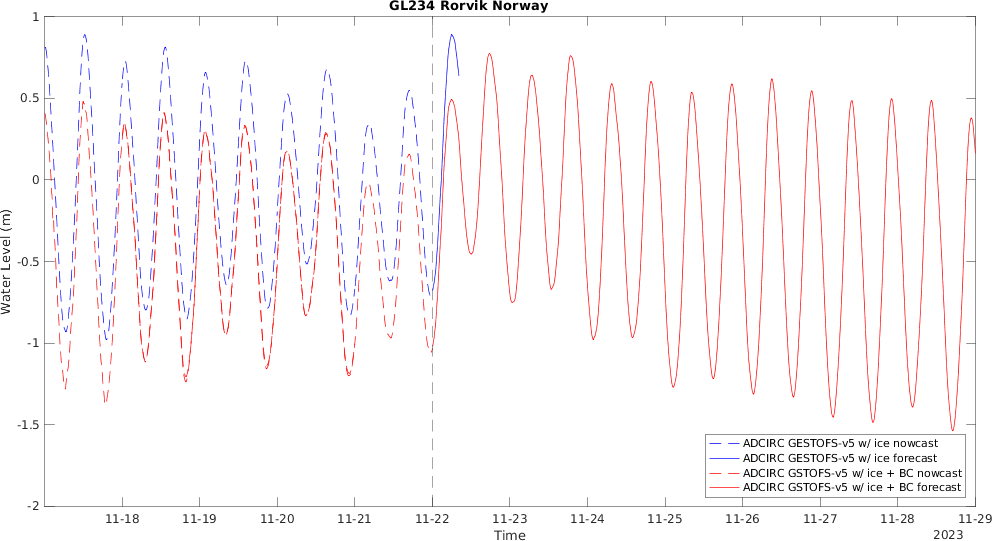 GL234 Rorvik Norway
1
0.5
0
-0.5
-1
-1.5
-2
Water Level (m)
ADCIRC GESTOFS-v5 w/ ice nowcast
ADCIRC GESTOFS-v5 w/ ice forecast
ADCIRC GSTOFS-v5 w/ ice + BC nowcast
ADCIRC GSTOFS-v5 w/ ice + BC forecast
11-18 11-19 11-20 11-21 11-22 11-23 11-24 11-25 11-26 11-27 11-28 11-29
Time
2023